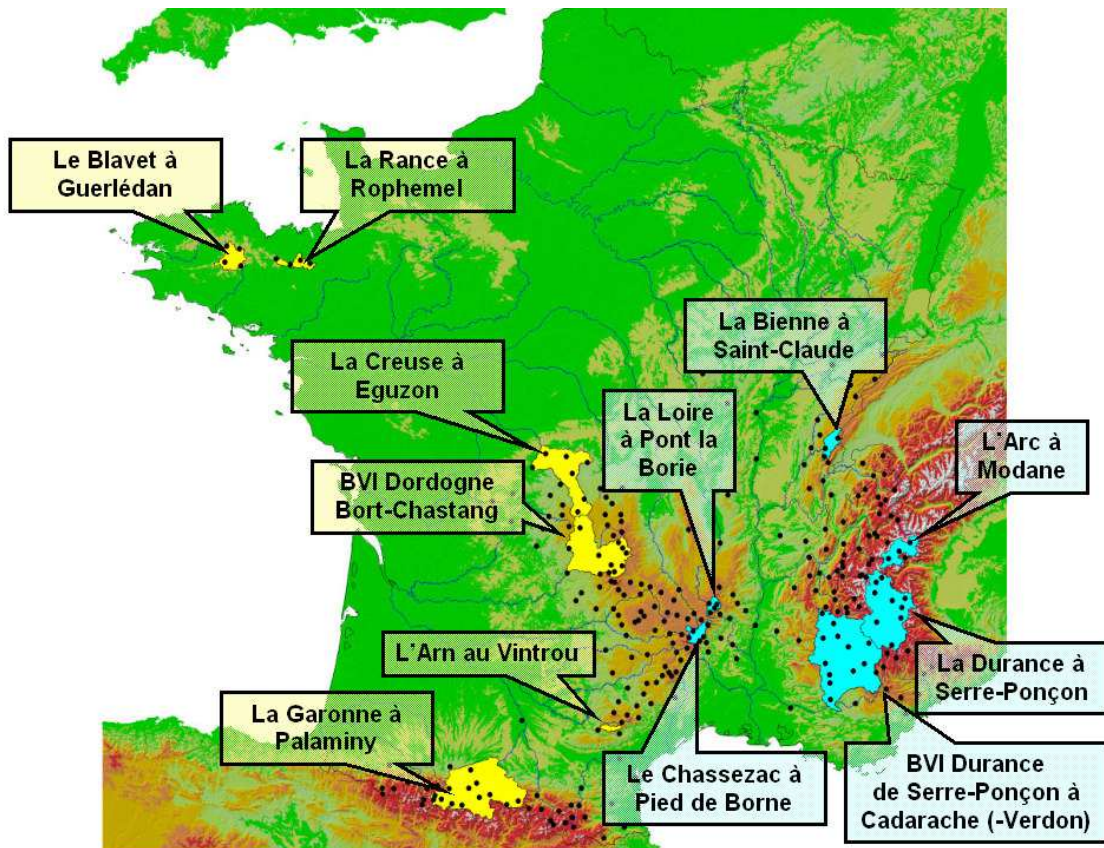 Le Blavet à
Guerlédan
La Rance à
Rophemel
La Bienne à
Saint-Claude
La Creuse à
Eguzon
La Loire
à Pont la
Borie
L'Arc à
Modane
BVI Dordogne
Bort-Chastang
L'Arn au Vintrou
La Durance à
Serre-Ponçon
La Garonne à
Palaminy
Le Chassezac à
Pied de Borne
BVI Durance
de Serre-Ponçon à
Cadarache (-Verdon)